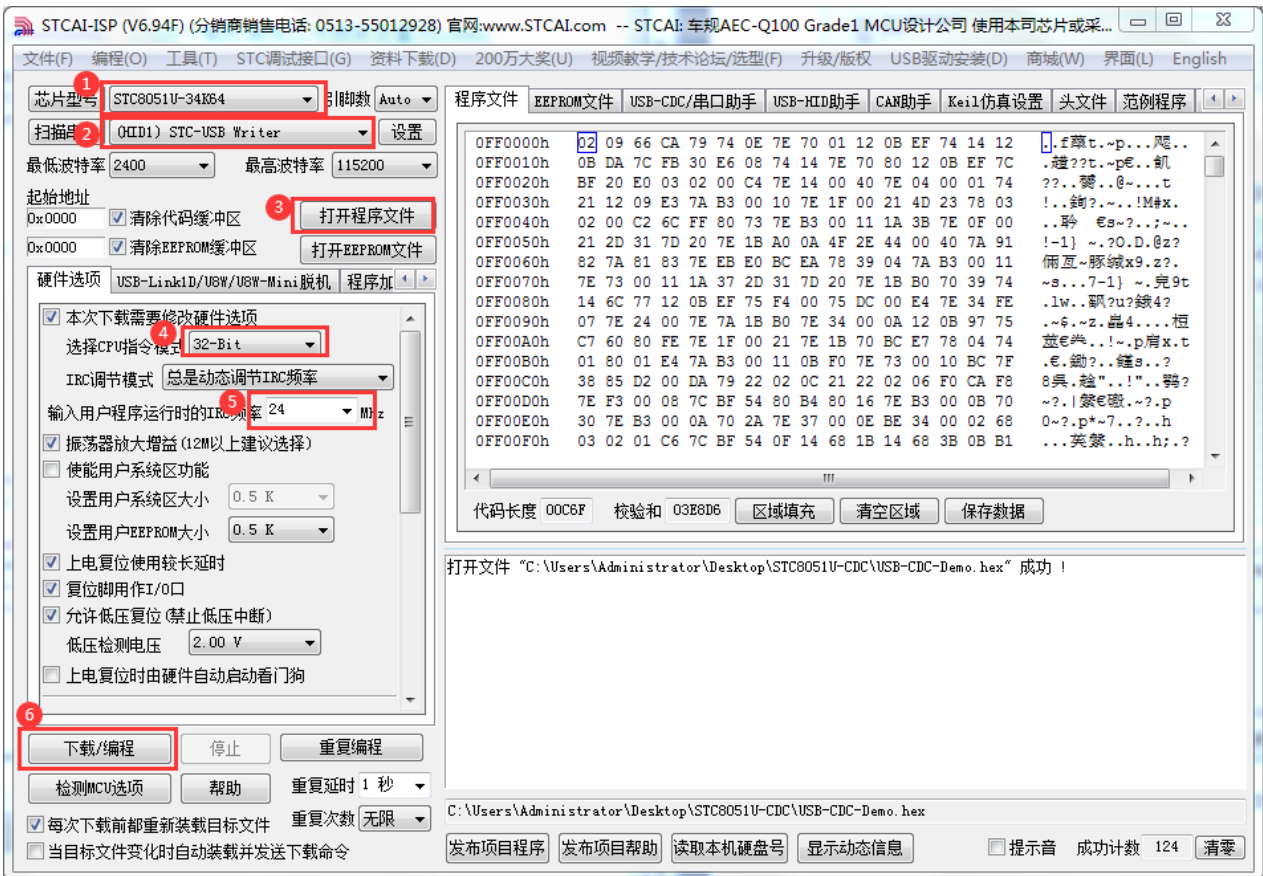 STCAI-ISP (V6.94F) (分销商销售电话: 0513-55012928) 官网:www.STCAI.com -- STCAI: 车规AEC-Q100 Grade1 MCU设计公司 使用本司芯片或采...
文件(F) 编程(O) 工具(T) STC调试接口(G) 资料下载(D) 200万大奖(U) 视频教学/技术论坛/选型(F) 升级/版权 USB驱动安装(D) 商城(W) 界面(L) English
1
芯片型号 STC8051U-34K64 引脚数 Auto
2
扫描串 (HID1) STC-USB Writer 设置
最低波特率 2400 最高波特率 115200
起始地址
0x0000 清除代码缓冲区 3 打开程序文件
0x0000 清除EEPROM缓冲区 打开EEPROM文件
硬件选项 USB-Link1D/U8W/U8W-Mini脱机 程序加
本次下载需要修改硬件选项
4
选择CPU指令模式 32-Bit
IRC调节模式 总是动态调节IRC频率
5
输入用户程序运行时的IRC频率 24 MHz
振荡器放大增益(12M以上建议选择)
使能用户系统区功能
设置用户系统区大小 0.5 K
设置用户EEPROM大小 0.5 K
上电复位使用较长延时
复位脚用作I/O口
允许低压复位(禁止低压中断)
低压检测电压 2.00 V
上电复位时由硬件自动启动看门狗
6
下载/编程 停止 重复编程
检测MCU选项 帮助 重复延时 1 秒
每次下载前都重新装载目标文件 重复次数 无限
当目标文件变化时自动装载并发送下载命令
程序文件 EEPROM文件 USB-CDC/串口助手 USB-HID助手 CAN助手 Keil仿真设置 头文件 范例程序
0FF0000h 02 09 66 CA 79 74 0E 7E 70 01 12 0B EF 74 14 12
0FF0010h 0B DA 7C FB 30 E6 08 74 14 7E 70 80 12 0B EF 7C
0FF0020h BF 20 E0 03 02 00 C4 7E 14 00 40 7E 04 00 01 74 ??..

0FF0030h 21 12 09 E3 7A B3 00 10 7E 1F 00 21 4D 23 78 03
0FF0040h 02 00 C2 6C FF 80 73 7E B3 00 11 1A 3B 7E 0F 00
0FF0050h 21 2D 31 7D 20 7E 1B A0 0A 4F 2E 44 00 40 7A 91 !-1} ~.?O.D.@z?
0FF0060h 82 7A 81 83 7E EB E0 BC EA 78 39 04 7A B3 00 11
0FF0070h 7E 73 00 11 1A 37 2D 31 7D 20 7E 1B B0 70 39 74
0FF0080h 14 6C 77 12 0B EF 75 F4 00 75 DC 00 E4 7E 34 FE
0FF0090h 07 7E 24 00 7E 7A 1B B0 7E 34 00 0A 12 0B 97 75
0FF00A0h C7 60 80 FE 7E 1F 00 21 7E 1B 70 BC E7 78 04 74
0FF00B0h 01 80 01 E4 7A B3 00 11 0B F0 7E 73 00 10 BC 7F
0FF00C0h 38 85 D2 00 DA 79 22 02 0C 21 22 02 06 F0 CA F8
0FF00D0h 7E F3 00 08 7C BF 54 80 B4 80 16 7E B3 00 0B 70
0FF00E0h 30 7E B3 00 0A 70 2A 7E 37 00 0E BE 34 00 02 68 0~?.p*~7..?..h
0FF00F0h 03 02 01 C6 7C BF 54 0F 14 68 1B 14 68 3B 0B B1
代码长度 00C6F 校验和 03E8D6 区域填充 清空区域 保存数据
打开文件 “C:\Users\Administrator\Desktop\STC8051U-CDC\USB-CDC-Demo.hex” 成功 !
C:\Users\Administrator\Desktop\STC8051U-CDC\USB-CDC-Demo.hex
发布项目程序 发布项目帮助 读取本机硬盘号 显示动态信息 提示音 成功计数 124 清零